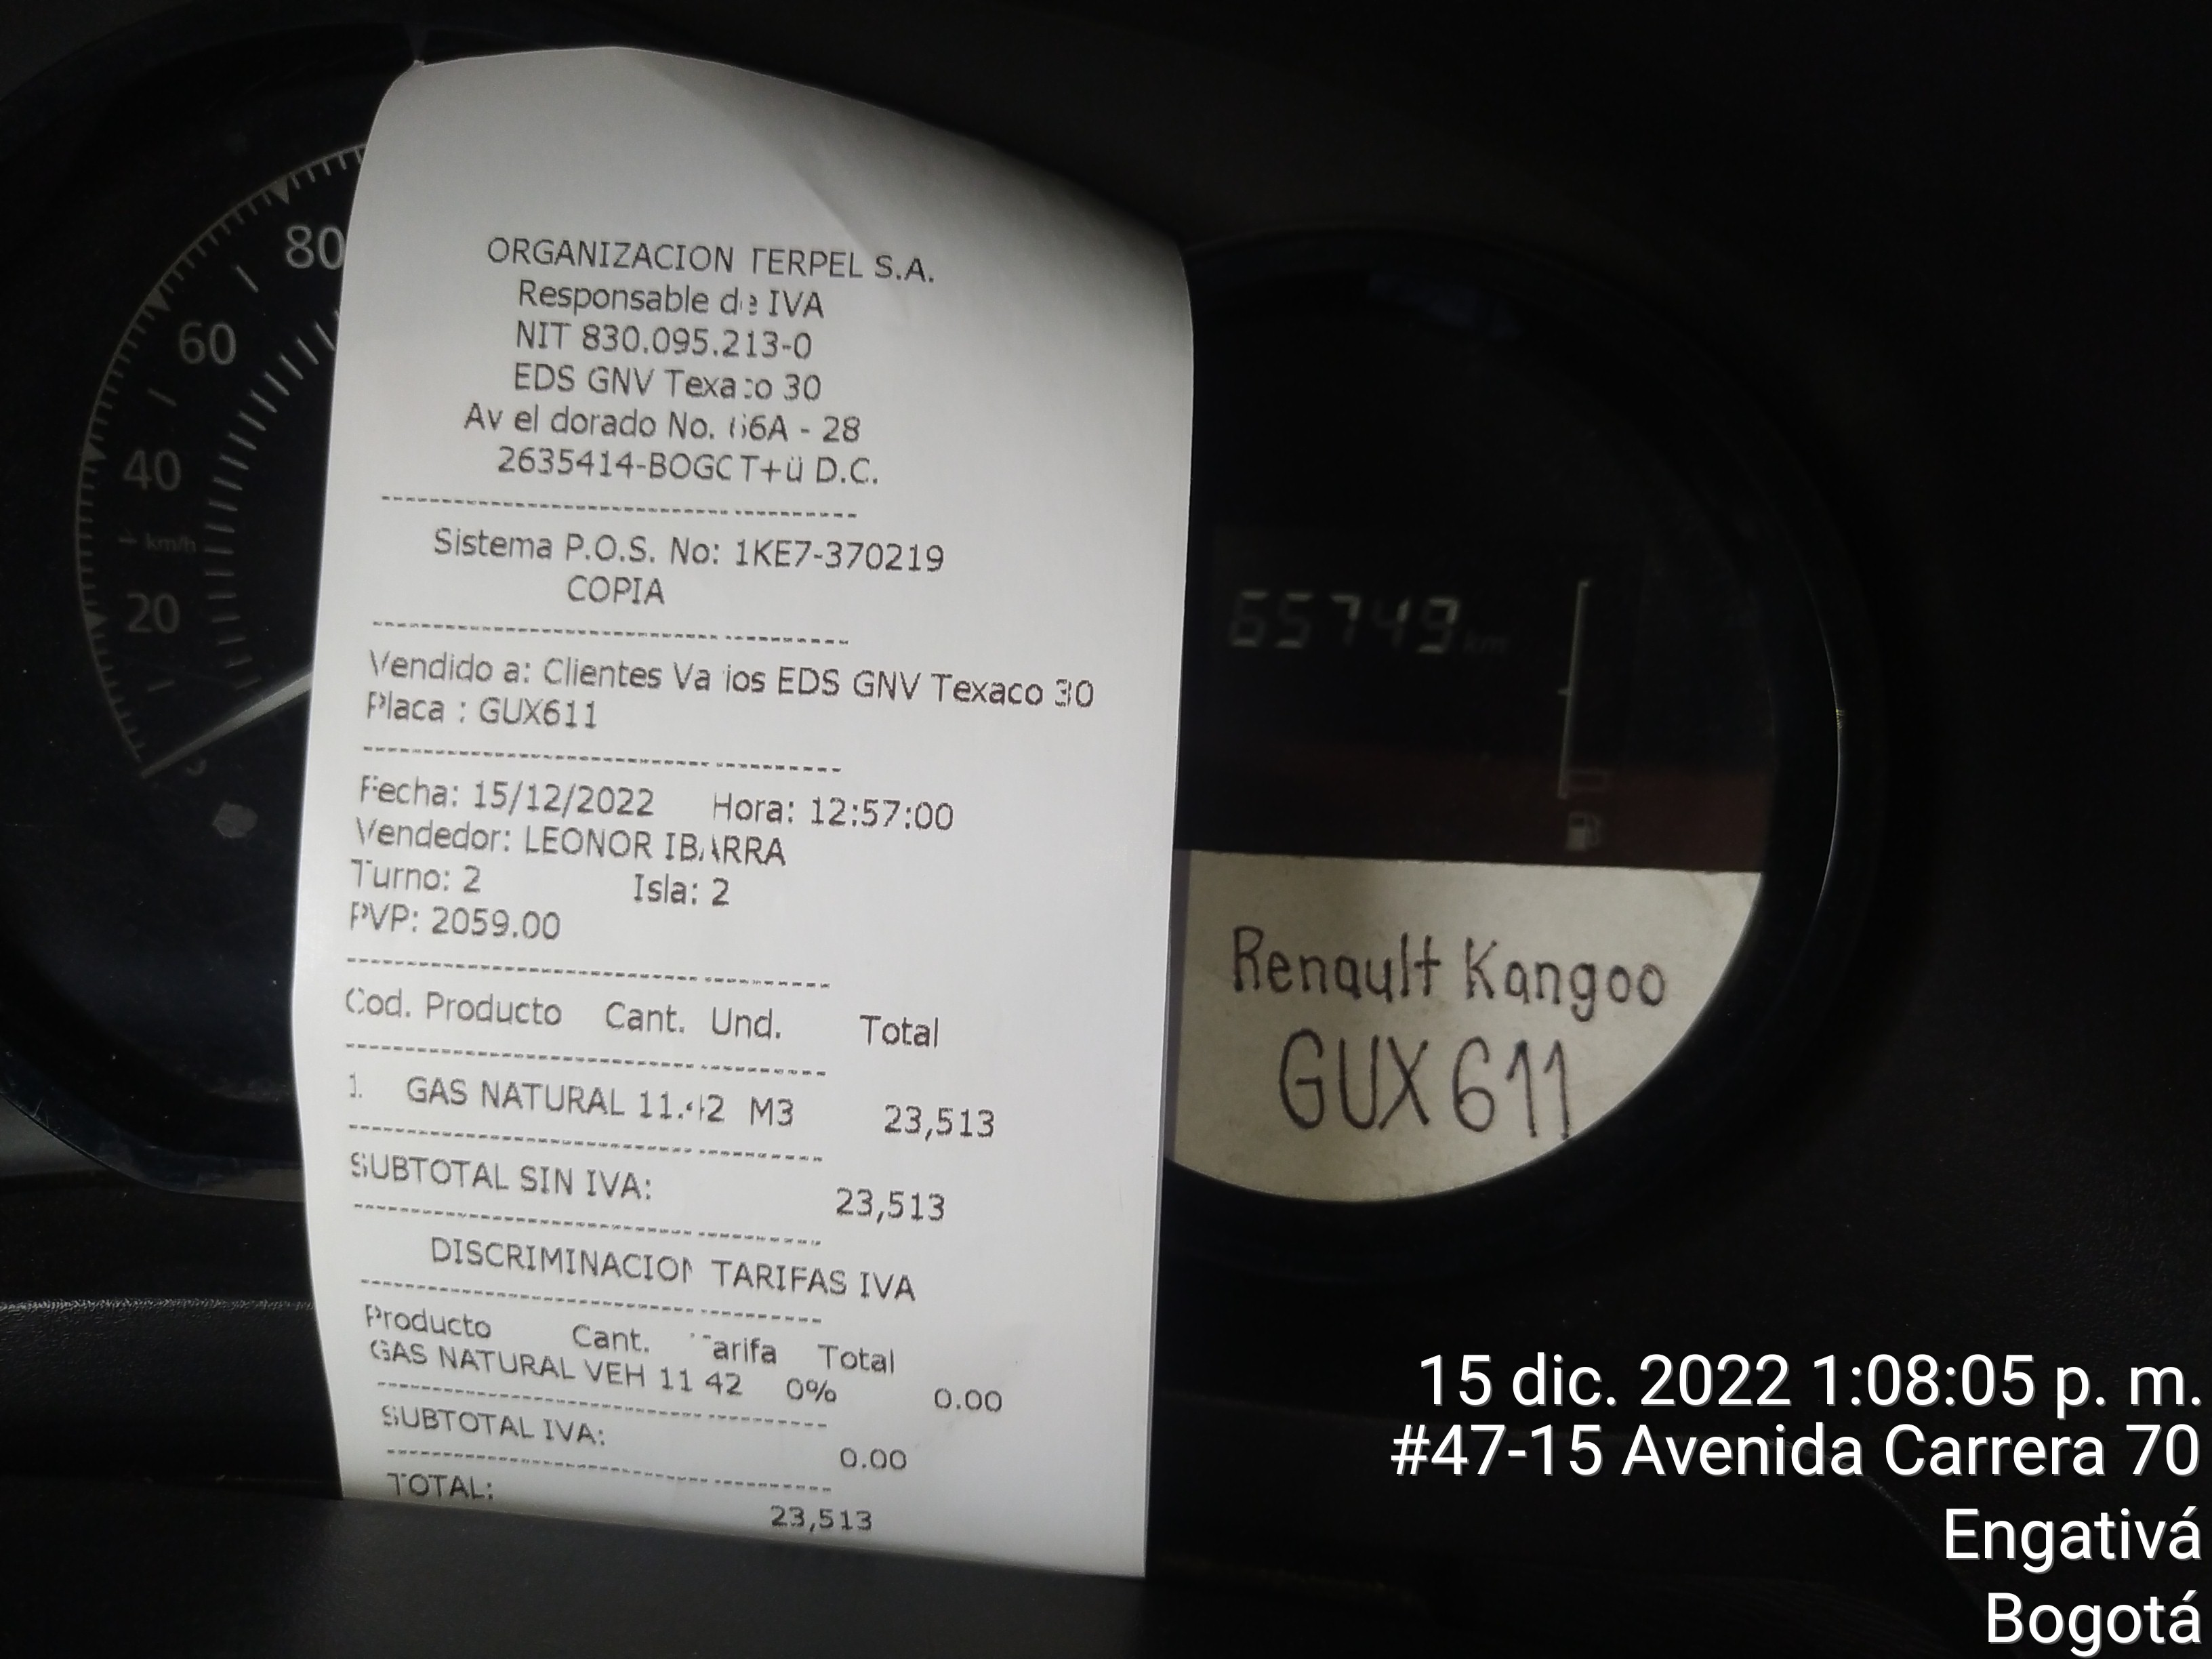 80
60
40
km/h
20
ORGANIZACION TERPEL S.A.
Responsable de IVA
NIT 830.095.213-0
EDS GNV Texaco 30
Av el dorado No. 66A - 28
2635414-BOGOT+ü D.C.
Sistema P.O.S. No: 1KE7-370219
COPIA
Vendido a: Clientes Varios EDS GNV Texaco 30
Placa : GUX611
Fecha: 15/12/2022 Hora: 12:57:00
Vendedor: LEONOR IBARRA
Turno: 2 Isla: 2
PVP: 2059.00
Cod. Producto Cant. Und. Total
1. GAS NATURAL 11.42 M3 23,513
SUBTOTAL SIN IVA: 23,513
DISCRIMINACION TARIFAS IVA
Producto Cant. Tarifa Total
GAS NATURAL VEH 11.42 0% 0.00
SUBTOTAL IVA: 0.00
TOTAL: 23,513
65749 km
Renault Kangoo
GUX611
15 dic. 2022 1:08:05 p. m.
#47-15 Avenida Carrera 70
Engativá
Bogotá